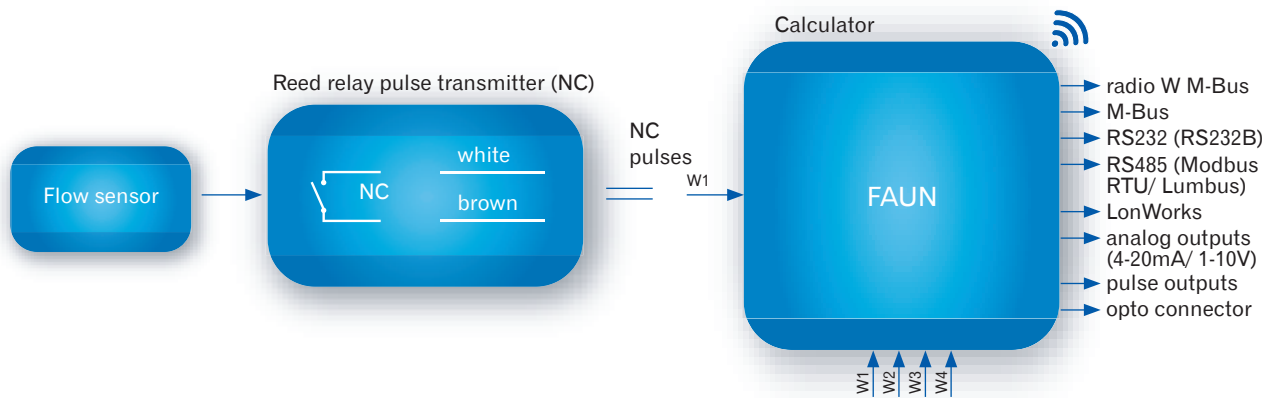 Calculator
Reed relay pulse transmitter (NC)
Flow sensor
NC
white
brown
NC
pulses
W1
FAUN
radio W M-Bus
M-Bus
RS232 (RS232B)
RS485 (Modbus
RTU/ Lumbus)
LonWorks
analog outputs
(4-20mA/ 1-10V)
pulse outputs
opto connector
W1
W2
W3
W4